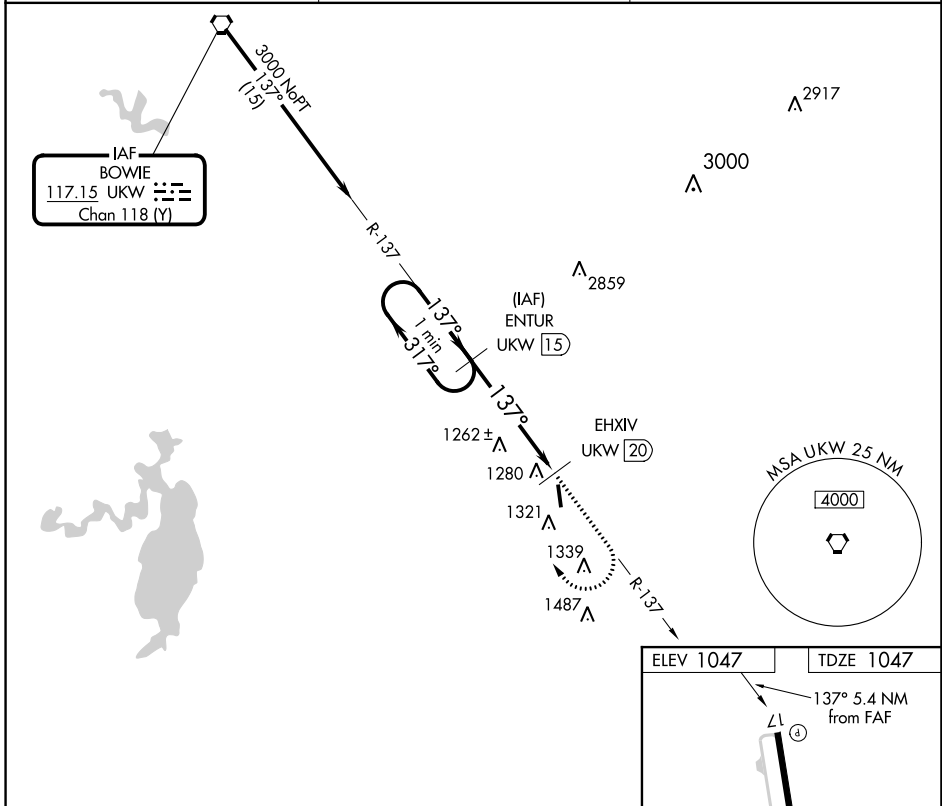 3000 NoPT
137°
(15)
2917
3000
IAF
BOWIE
117.15 UKW
Chan 118 (Y)
R-137
2859
(IAF)
ENTUR
UKW 15
137°
1 min
317°
137°
EHXIV
UKW 20
1262 ±
1280
1321
1339
1487
R-137
MSA UKW 25 NM
4000
ELEV 1047
TDZE 1047
137° 5.4 NM
from FAF
17
P